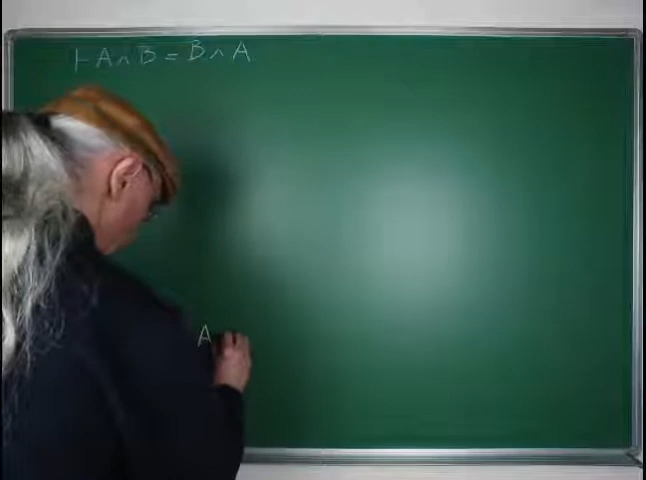 ⊢ A ∧ B = B ∧ A
A